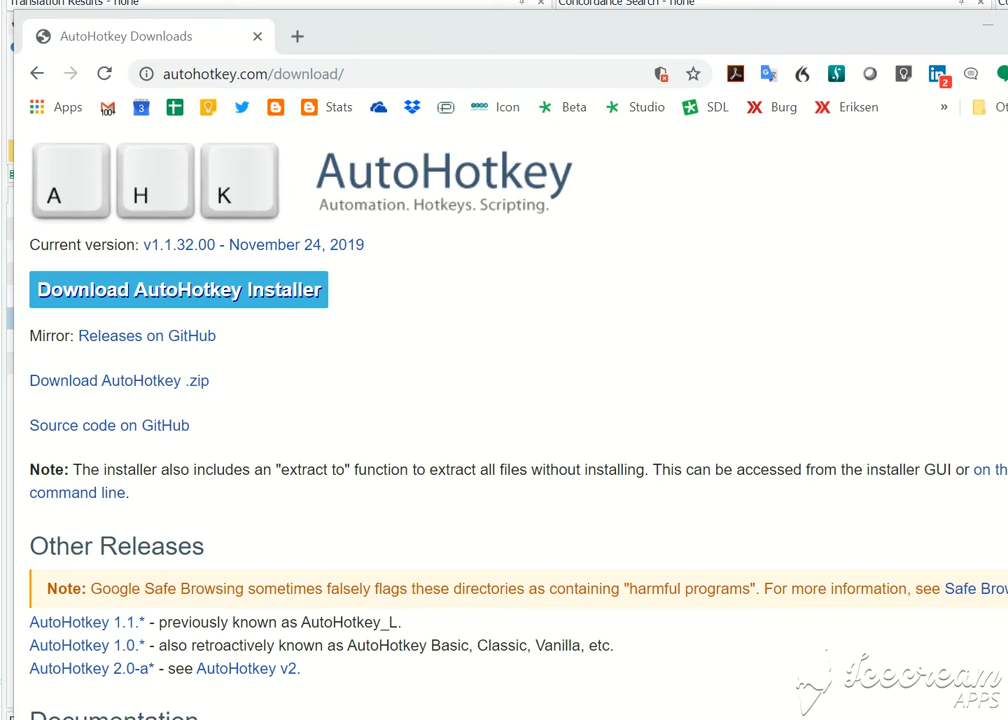 Translation Results - none
Concordance Search - none
AutoHotkey Downloads
autohotkey.com/download/
2
Apps
100+
3
Stats
Icon
Beta
Studio
SDL
Burg
Eriksen
»
A H K
AutoHotkey
Automation. Hotkeys. Scripting.
Current version: v1.1.32.00 - November 24, 2019
Download AutoHotkey Installer
Mirror: Releases on GitHub
Download AutoHotkey .zip
Source code on GitHub
Note: The installer also includes an "extract to" function to extract all files without installing. This can be accessed from the installer GUI or on th
command line.
Other Releases
Note: Google Safe Browsing sometimes falsely flags these directories as containing "harmful programs". For more information, see Safe Brow
AutoHotkey 1.1.* - previously known as AutoHotkey_L.
AutoHotkey 1.0.* - also retroactively known as AutoHotkey Basic, Classic, Vanilla, etc.
AutoHotkey 2.0-a* - see AutoHotkey v2.
Icecream
APPS
Documentation